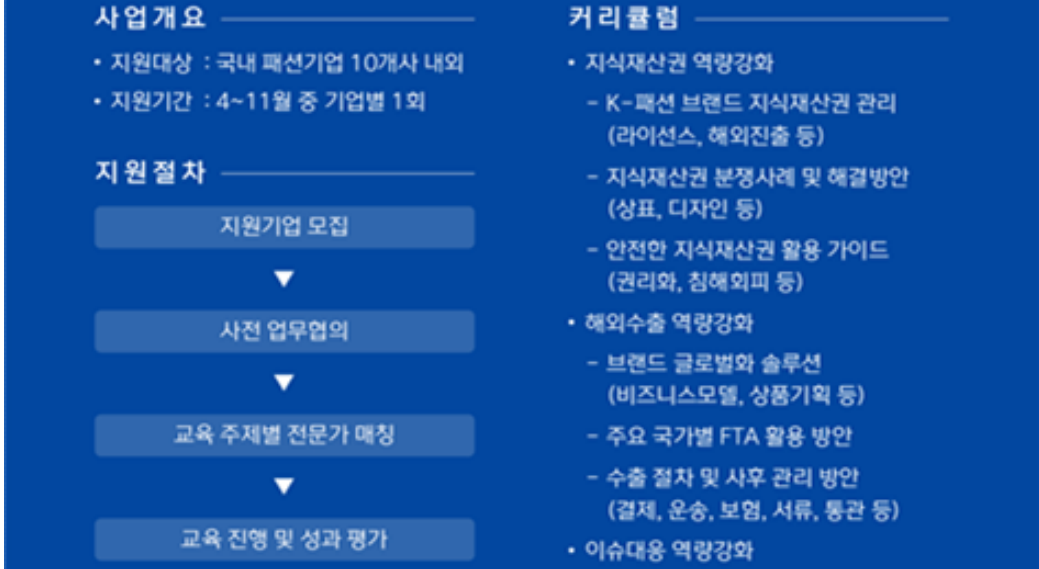 사업개요
• 지원대상 : 국내 패션기업 10개사 내외
• 지원기간 : 4~11월 중 기업별 1회
지원절차
지원기업 모집
▼
사전 업무협의
▼
교육 주제별 전문가 매칭
▼
교육 진행 및 성과 평가
커리큘럼
• 지식재산권 역량강화
- K-패션 브랜드 지식재산권 관리
(라이선스, 해외진출 등)
- 지식재산권 분쟁사례 및 해결방안
(상표, 디자인 등)
- 안전한 지식재산권 활용 가이드
(권리화, 침해회피 등)
• 해외수출 역량강화
- 브랜드 글로벌화 솔루션
(비즈니스모델, 상품기획 등)
- 주요 국가별 FTA 활용 방안
- 수출 절차 및 사후 관리 방안
(결제, 운송, 보험, 서류, 통관 등)
• 이슈대응 역량강화